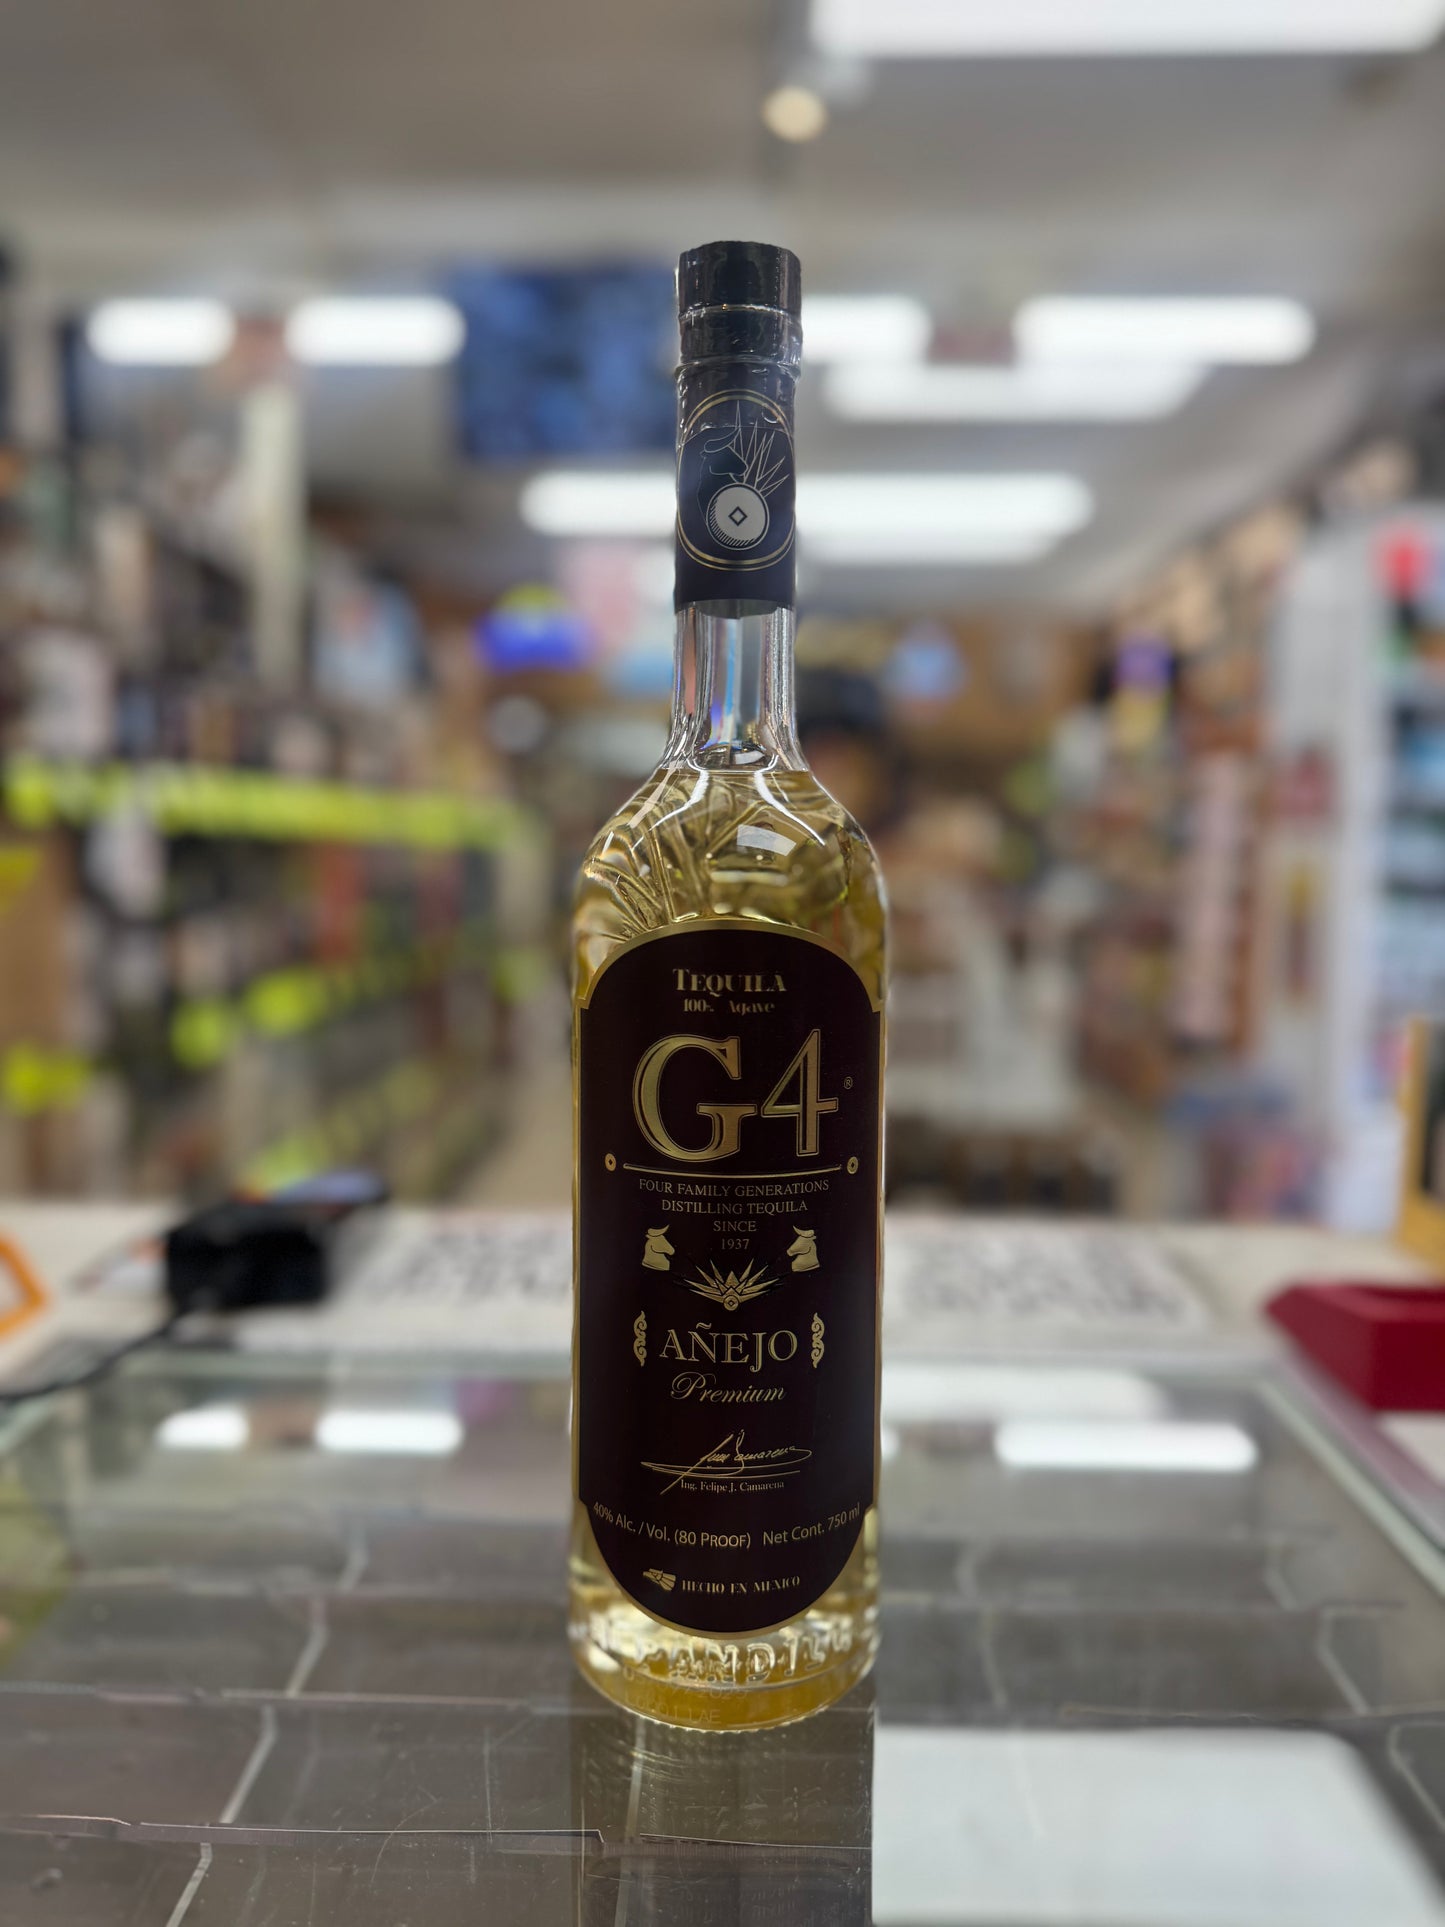 TEQUILA
100% Agave
G4®
FOUR FAMILY GENERATIONS
DISTILLING TEQUILA
SINCE
1937
AÑEJO
Premium
Ing. Felipe J. Camarena
40% Alc. / Vol. (80 PROOF) Net Cont. 750 ml
HECHO EN MEXICO
PANDILLO